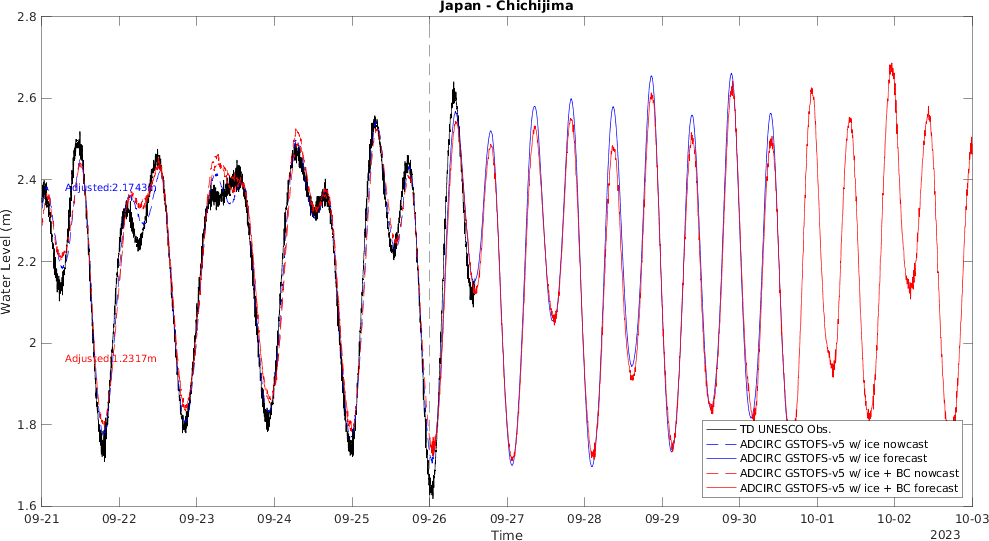 Japan - Chichijima
2.8
2.6
2.4
2.2
2
1.8
1.6
Water Level (m)
Adjusted:2.1743m
Adjusted:1.2317m
TD UNESCO Obs.
ADCIRC GSTOFS-v5 w/ ice nowcast
ADCIRC GSTOFS-v5 w/ ice forecast
ADCIRC GSTOFS-v5 w/ ice + BC nowcast
ADCIRC GSTOFS-v5 w/ ice + BC forecast
09-21 09-22 09-23 09-24 09-25 09-26 09-27 09-28 09-29 09-30 10-01 10-02 10-03
Time
2023